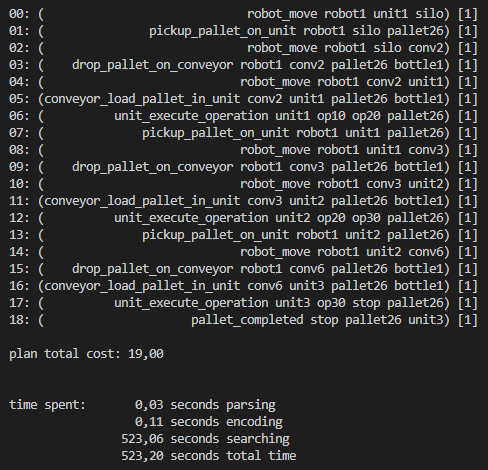 00: ( robot_move robot1 unit1 silo) [1]
01: ( pickup_pallet_on_unit robot1 silo pallet26) [1]
02: ( robot_move robot1 silo conv2) [1]
03: ( drop_pallet_on_conveyor robot1 conv2 pallet26 bottle1) [1]
04: ( robot_move robot1 conv2 unit1) [1]
05: (conveyor_load_pallet_in_unit conv2 unit1 pallet26 bottle1) [1]
06: ( unit_execute_operation unit1 op10 op20 pallet26) [1]
07: ( pickup_pallet_on_unit robot1 unit1 pallet26) [1]
08: ( robot_move robot1 unit1 conv3) [1]
09: ( drop_pallet_on_conveyor robot1 conv3 pallet26 bottle1) [1]
10: ( robot_move robot1 conv3 unit2) [1]
11: (conveyor_load_pallet_in_unit conv3 unit2 pallet26 bottle1) [1]
12: ( unit_execute_operation unit2 op20 op30 pallet26) [1]
13: ( pickup_pallet_on_unit robot1 unit2 pallet26) [1]
14: ( robot_move robot1 unit2 conv6) [1]
15: ( drop_pallet_on_conveyor robot1 conv6 pallet26 bottle1) [1]
16: (conveyor_load_pallet_in_unit conv6 unit3 pallet26 bottle1) [1]
17: ( unit_execute_operation unit3 op30 stop pallet26) [1]
18: ( pallet_completed stop pallet26 unit3) [1]
plan total cost: 19,00
time spent: 0,03 seconds parsing
0,11 seconds encoding
523,06 seconds searching
523,20 seconds total time